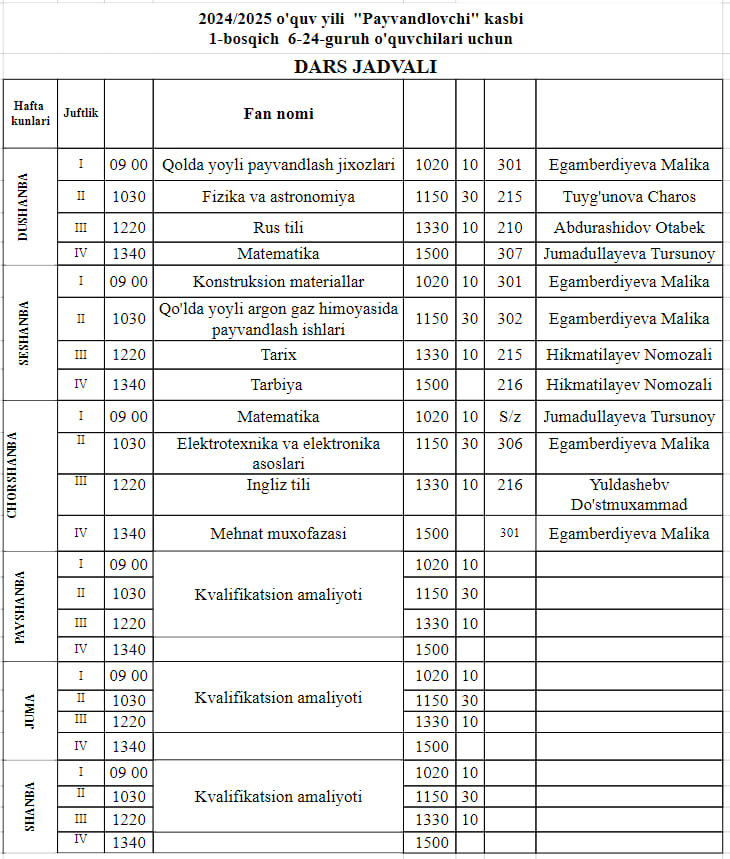 2024/2025 o'quv yili "Payvandlovchi" kasbi
1-bosqich 6-24-guruh o'quvchilari uchun
DARS JADVALI
Hafta kunlari Juftlik Fan nomi
DUSHANBA
I 09 00 Qolda yoyli payvandlash jixozlari 1020 10 301 Egamberdiyeva Malika
II 1030 Fizika va astronomiya 1150 30 215 Tuyg'unova Charos
III 1220 Rus tili 1330 10 210 Abdurashidov Otabek
IV 1340 Matematika 1500 307 Jumadullayeva Tursunoy
SESHANBA
I 09 00 Konstruksion materiallar 1020 10 301 Egamberdiyeva Malika
II 1030 Qo'lda yoyli argon gaz himoyasida payvandlash ishlari 1150 30 302 Egamberdiyeva Malika
III 1220 Tarix 1330 10 215 Hikmatilayev Nomozali
IV 1340 Tarbiya 1500 216 Hikmatilayev Nomozali
CHORSHANBA
I 09 00 Matematika 1020 10 S/z Jumadullayeva Tursunoy
II 1030 Elektrotexnika va elektronika asoslari 1150 30 306 Egamberdiyeva Malika
III 1220 Ingliz tili 1330 10 216 Yuldashebv Do'stmuxammad
IV 1340 Mehnat muxofazasi 1500 301 Egamberdiyeva Malika
PAYSHANBA
I 09 00 1020 10
II 1030 Kvalifikatsion amaliyoti 1150 30
III 1220 1330 10
IV 1340 1500
JUMA
I 09 00 1020 10
II 1030 Kvalifikatsion amaliyoti 1150 30
III 1220 1330 10
IV 1340 1500
SHANBA
I 09 00 1020 10
II 1030 Kvalifikatsion amaliyoti 1150 30
III 1220 1330 10
IV 1340 1500